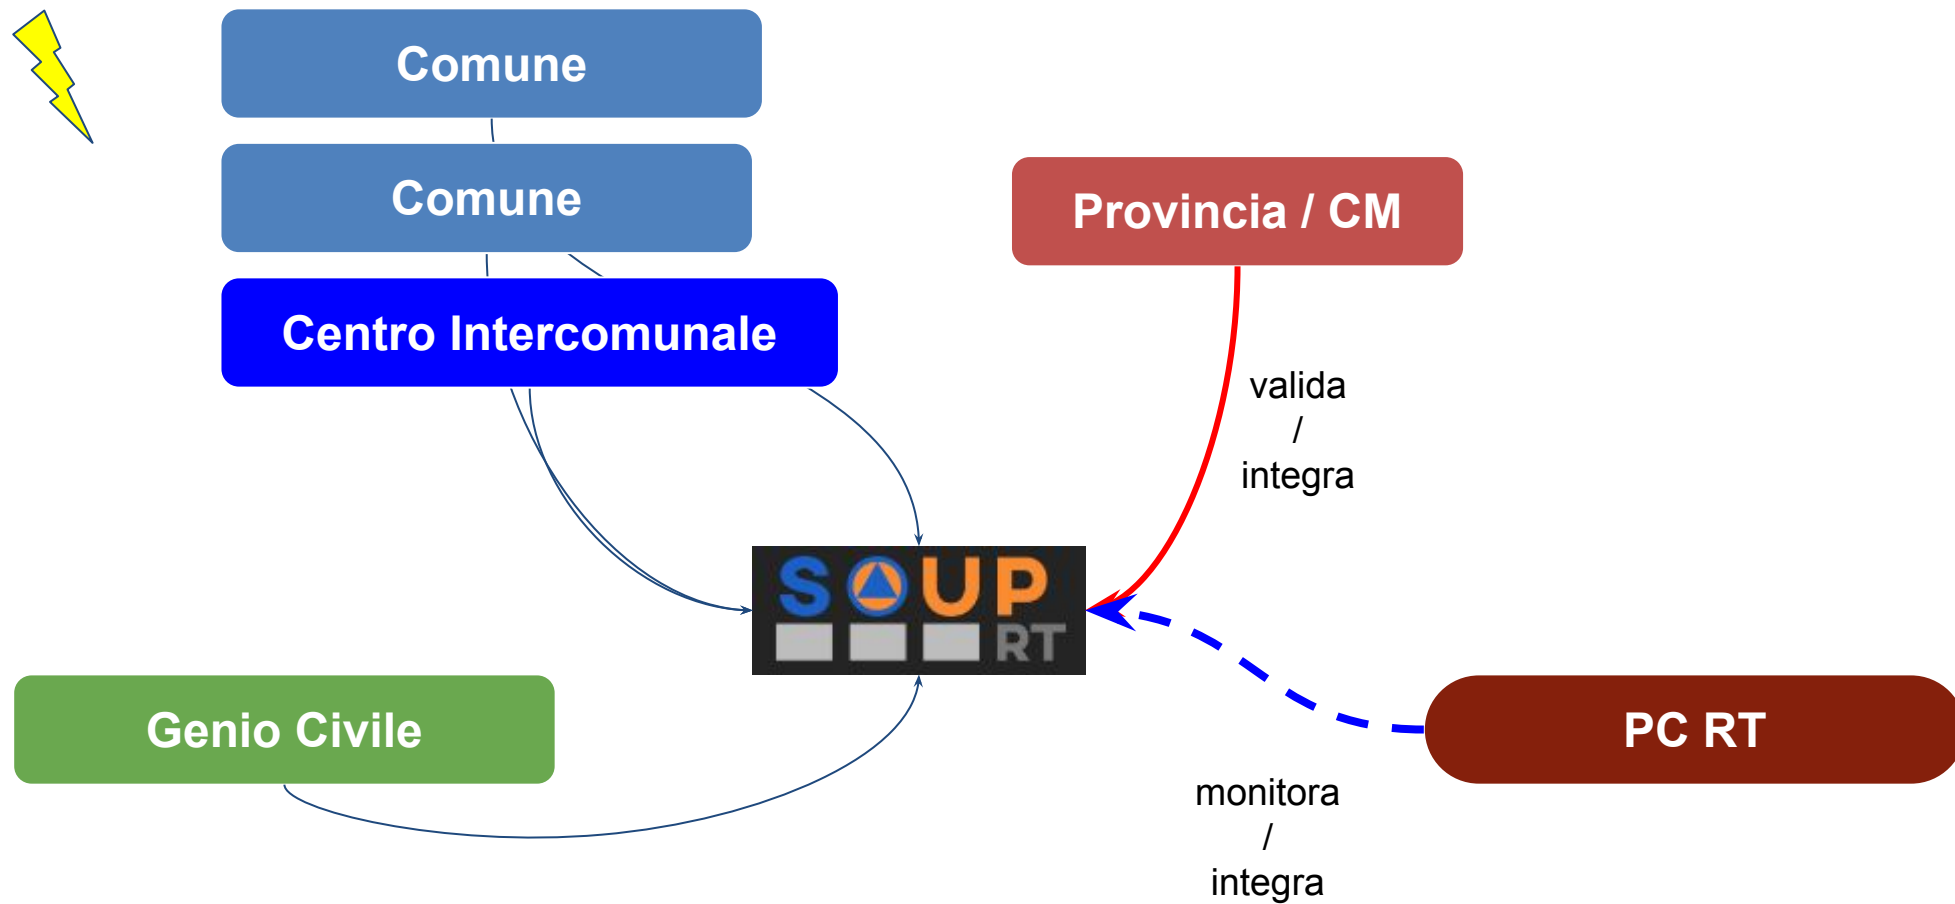 Comune
Comune
Provincia / CM
Centro Intercomunale
valida
/
integra
SOUP
RT
Genio Civile
PC RT
monitora
/
integra